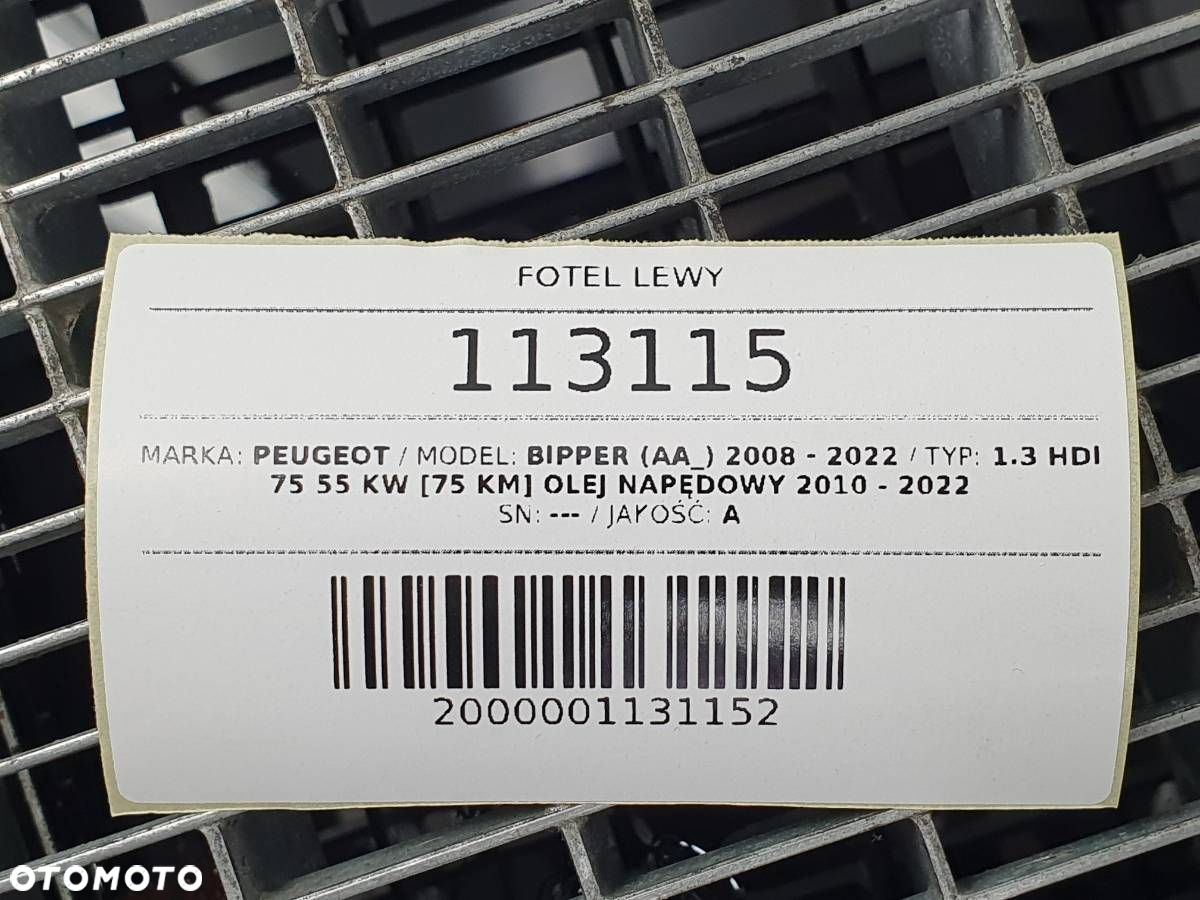 FOTEL LEWY
113115
MARKA: PEUGEOT / MODEL: BIPPER (AA_) 2008 - 2022 / TYP: 1.3 HDI
75 55 KW [75 KM] OLEJ NAPĘDOWY 2010 - 2022
SN: --- / JAKOŚĆ: A
2000001131152
OTOMOTO